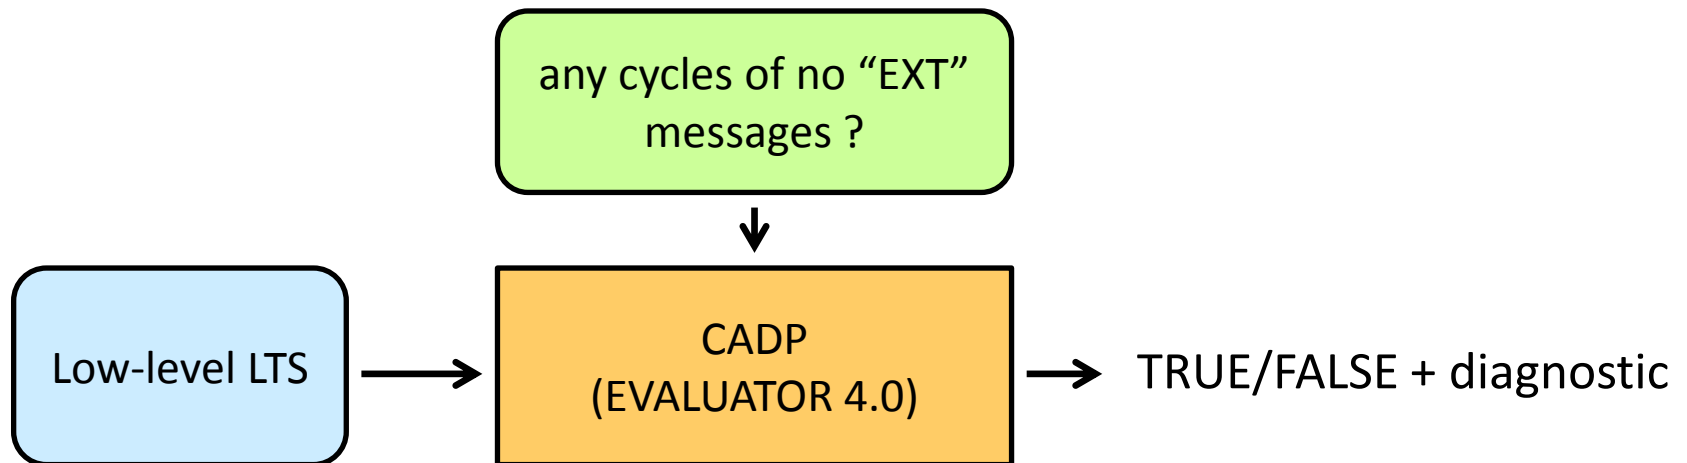 any cycles of no “EXT”
messages ?
Low-level LTS
CADP
(EVALUATOR 4.0)
TRUE/FALSE + diagnostic